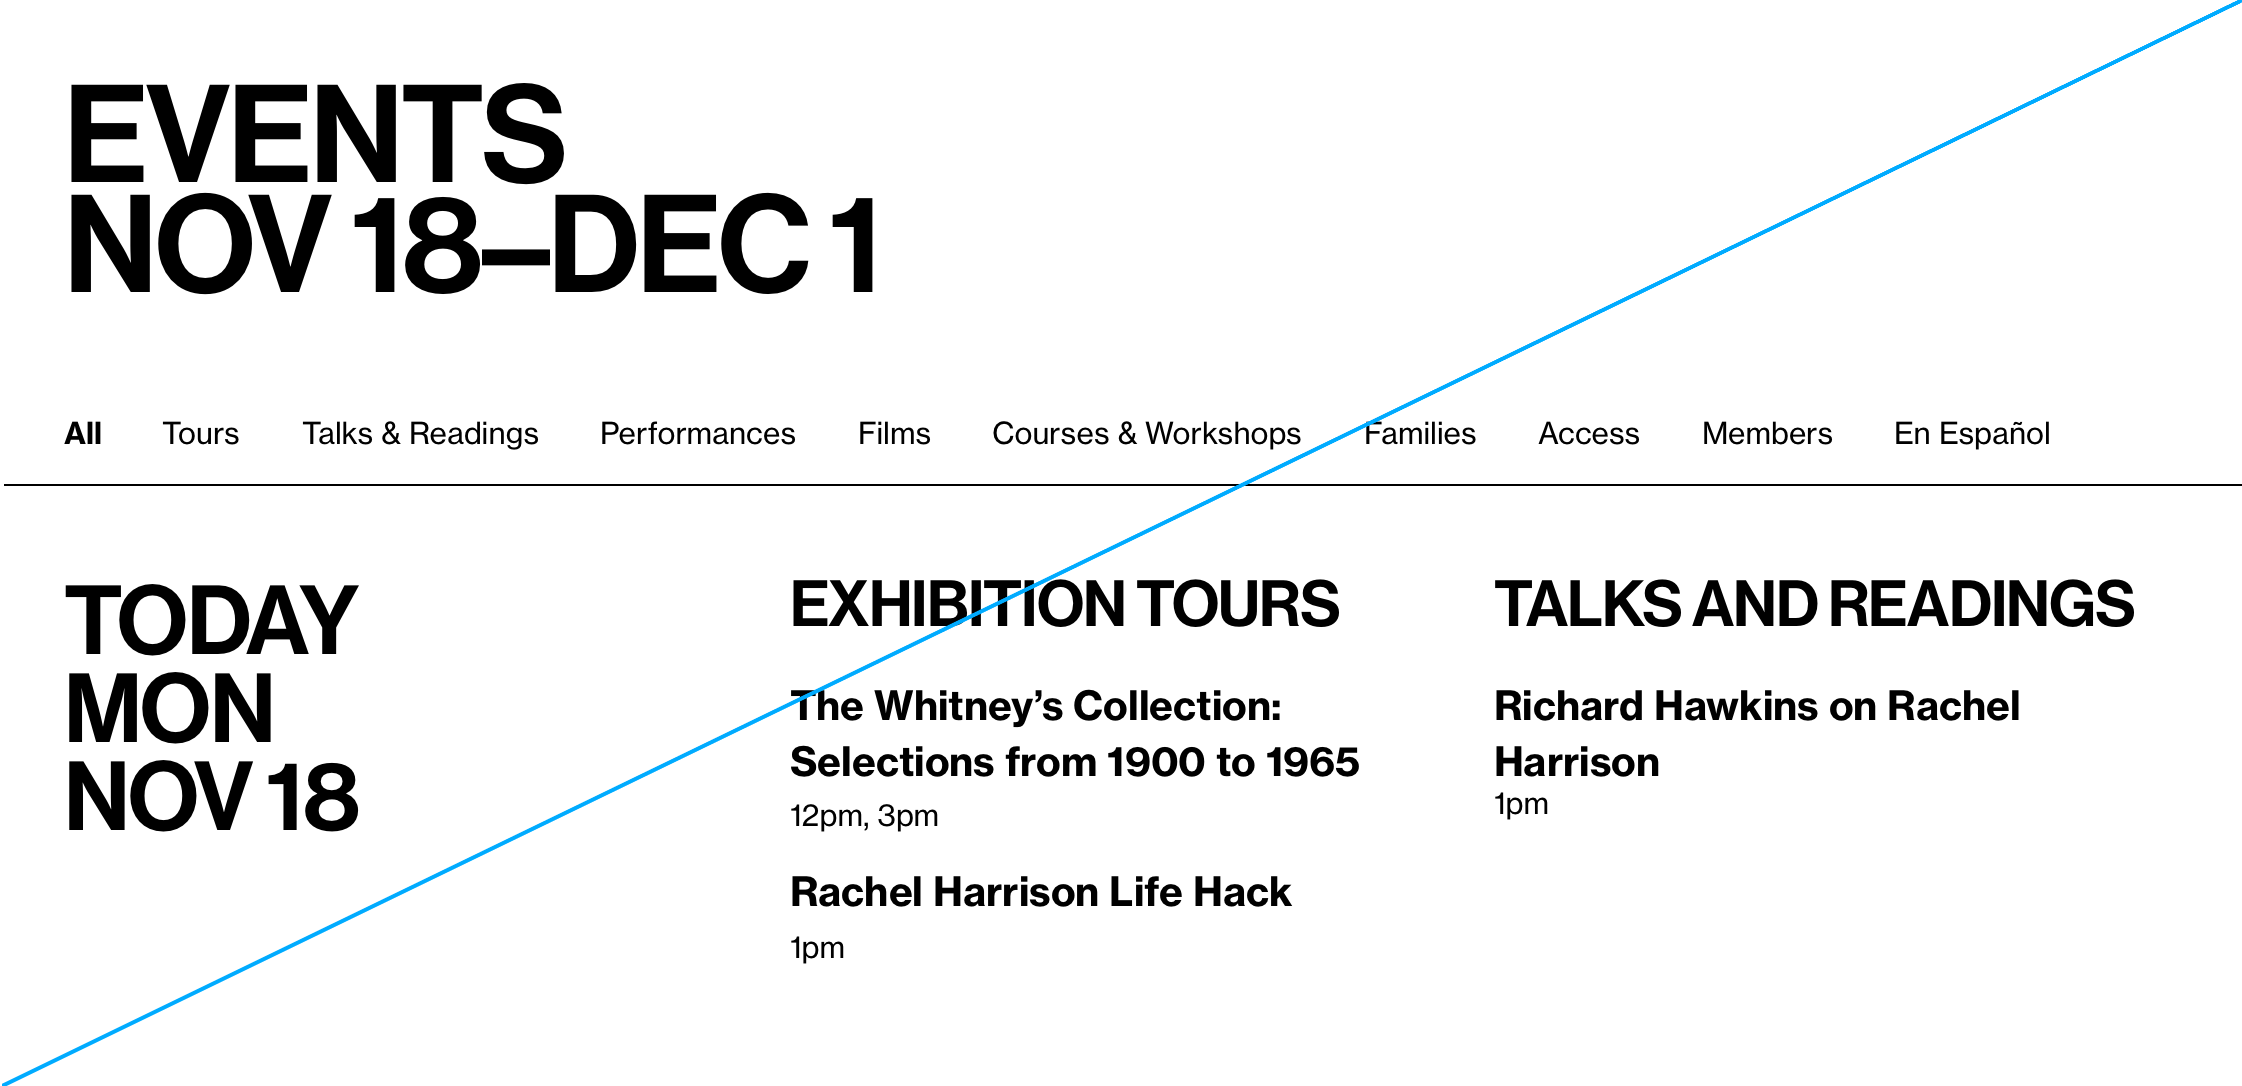 EVENTS
NOV 18–DEC 1
All Tours Talks & Readings Performances Films Courses & Workshops Families Access Members En Español
TODAY
MON
NOV 18
EXHIBITION TOURS
The Whitney’s Collection:
Selections from 1900 to 1965
12pm, 3pm
Rachel Harrison Life Hack
1pm
TALKS AND READINGS
Richard Hawkins on Rachel
Harrison
1pm